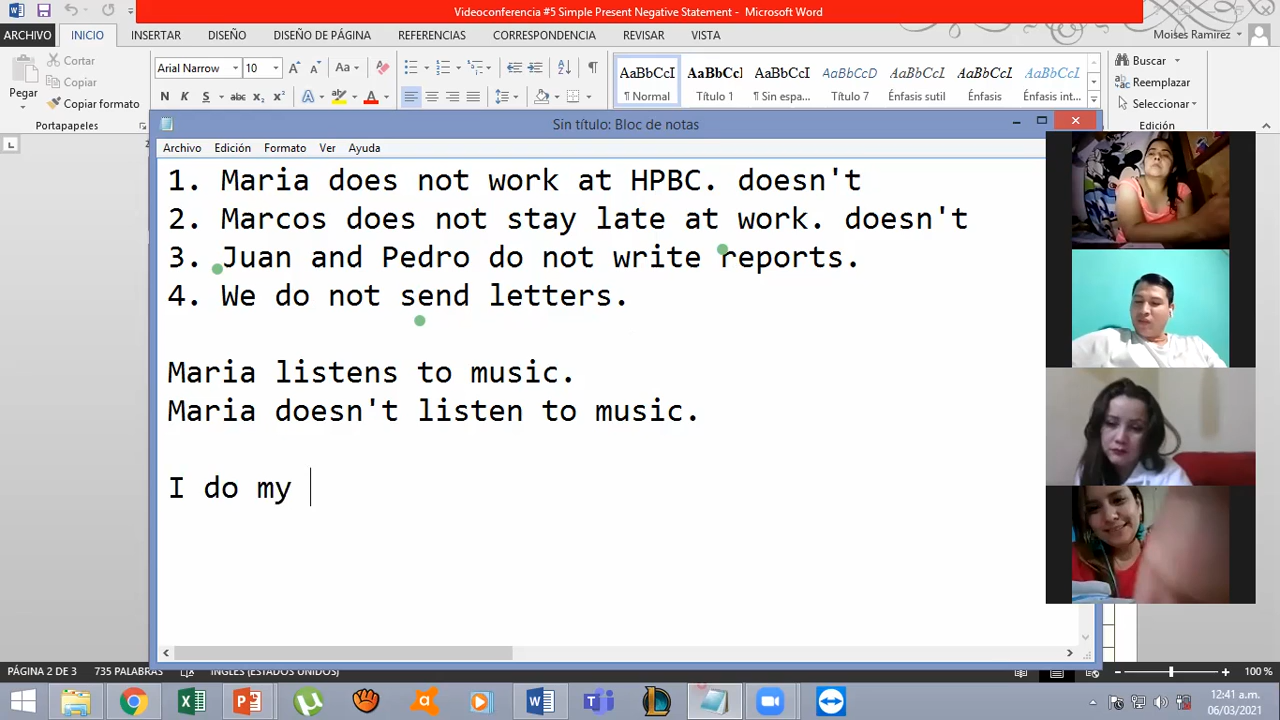 Videoconferencia #5 Simple Present Negative Statement - Microsoft Word
ARCHIVO INICIO INSERTAR DISEÑO DISEÑO DE PÁGINA REFERENCIAS CORRESPONDENCIA REVISAR VISTA Moises Ramirez
Pegar Cortar Copiar Copiar formato
Portapapeles
Arial Narrow 10
N K S abc x₂ x² A A
AaBbCcI AaBbCcl AaBbCcI AaBbCcD AaBbCcI AaBbCcI AaBbCcI
¶ Normal Título 1 ¶ Sin espa... Título 7 Énfasis sutil Énfasis Énfasis int...
Buscar
Reemplazar
Seleccionar
Edición
Sin título: Bloc de notas
Archivo Edición Formato Ver Ayuda
1. Maria does not work at HPBC. doesn't
2. Marcos does not stay late at work. doesn't
3. Juan and Pedro do not write reports.
4. We do not send letters.
Maria listens to music.
Maria doesn't listen to music.
I do my
PÁGINA 2 DE 3 735 PALABRAS INGLÉS (ESTADOS UNIDOS) 100 %
12:41 a.m.
06/03/2021